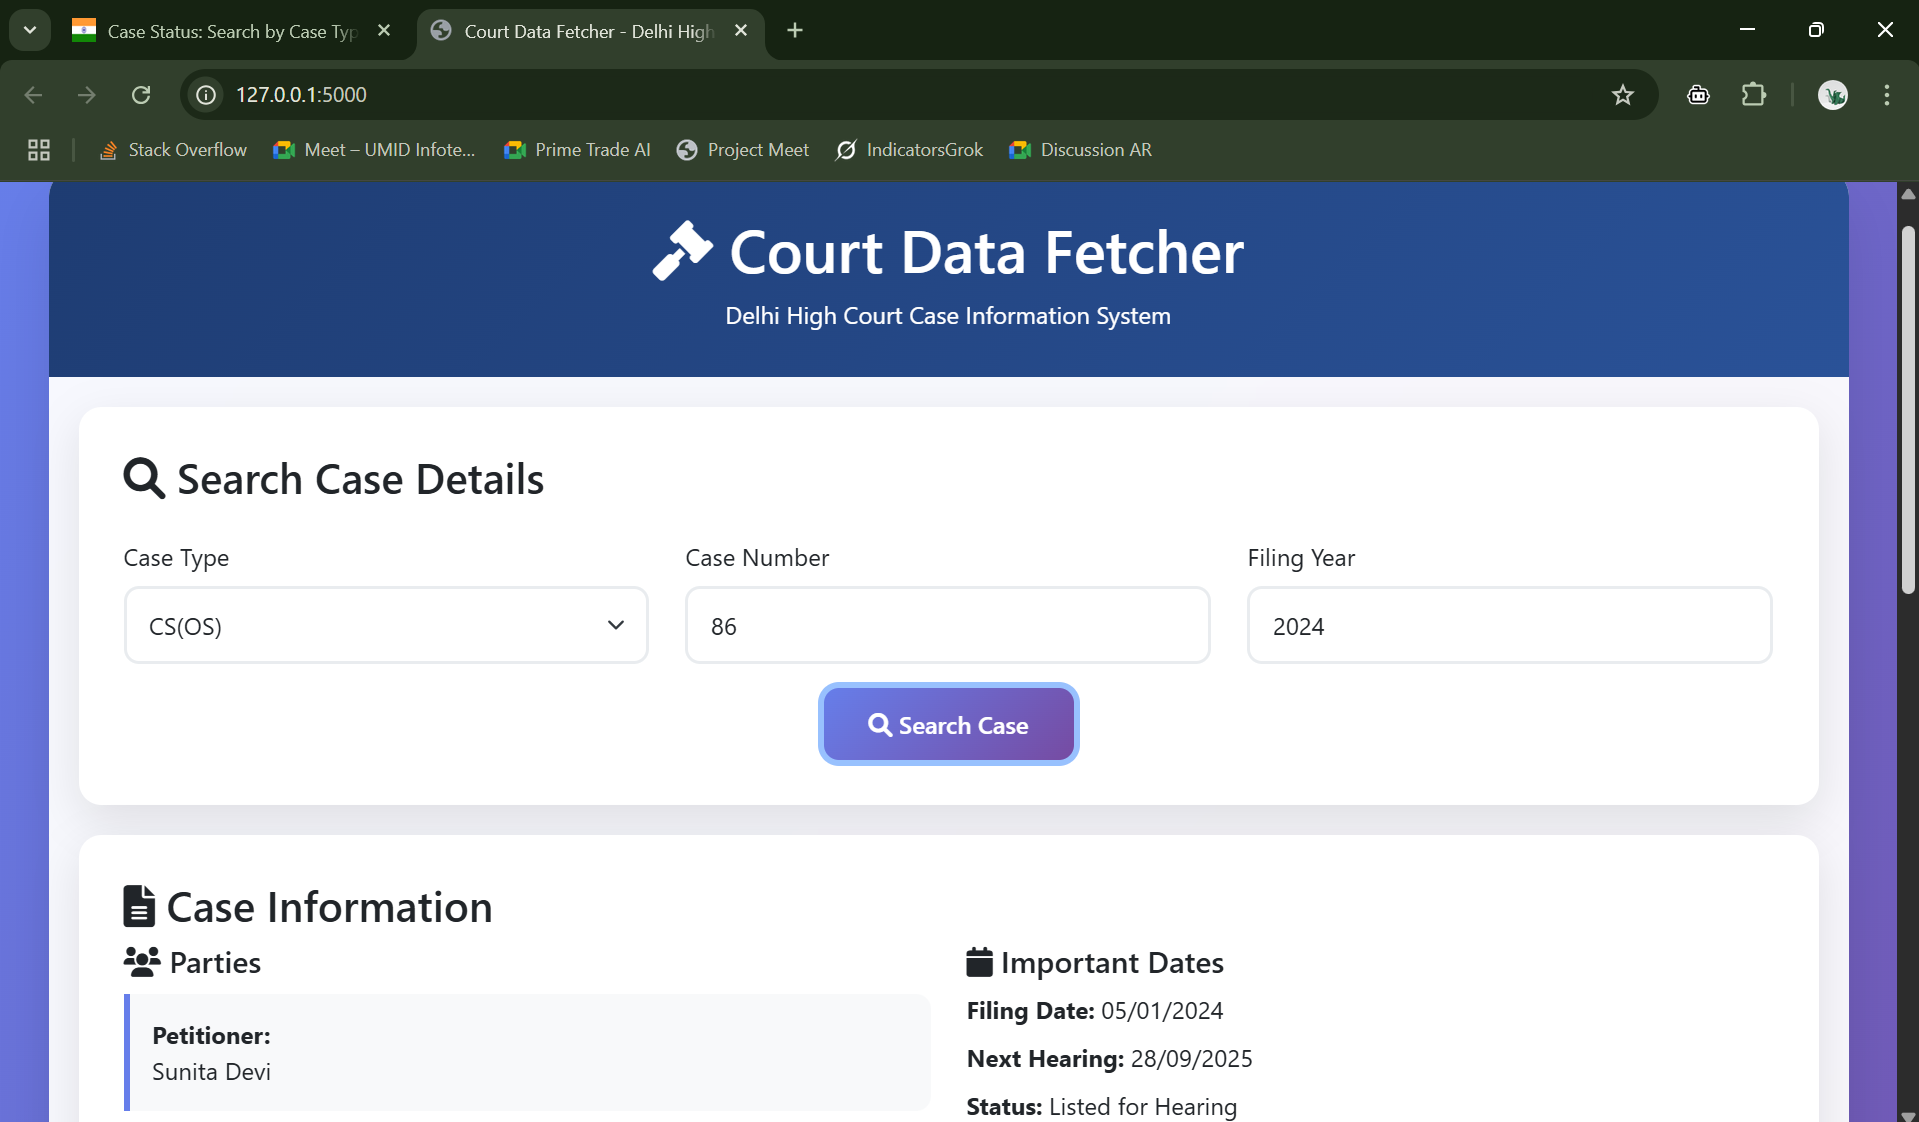 Case Status: Search by Case Typ
Court Data Fetcher - Delhi High
127.0.0.1:5000
Stack Overflow
Meet – UMID Infote...
Prime Trade AI
Project Meet
IndicatorsGrok
Discussion AR
Court Data Fetcher
Delhi High Court Case Information System
Search Case Details
Case Type
Case Number
Filing Year
CS(OS)
86
2024
Search Case
Case Information
Parties
Petitioner:
Sunita Devi
Important Dates
Filing Date: 05/01/2024
Next Hearing: 28/09/2025
Status: Listed for Hearing